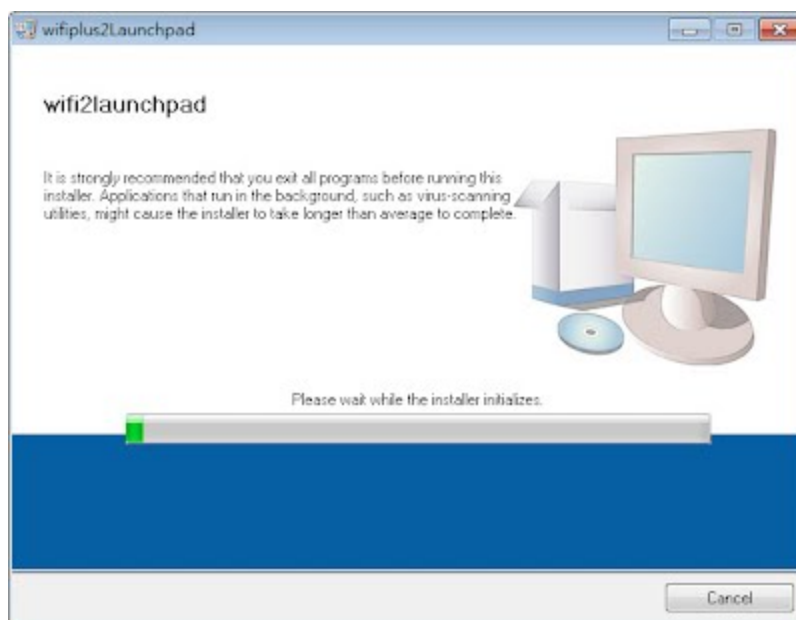 wifiplus2Launchpad
wifi2launchpad
It is strongly recommended that you exit all programs before running this
installer. Applications that run in the background, such as virus-scanning
utilities, might cause the installer to take longer than average to complete.
Please wait while the installer initializes.
Cancel